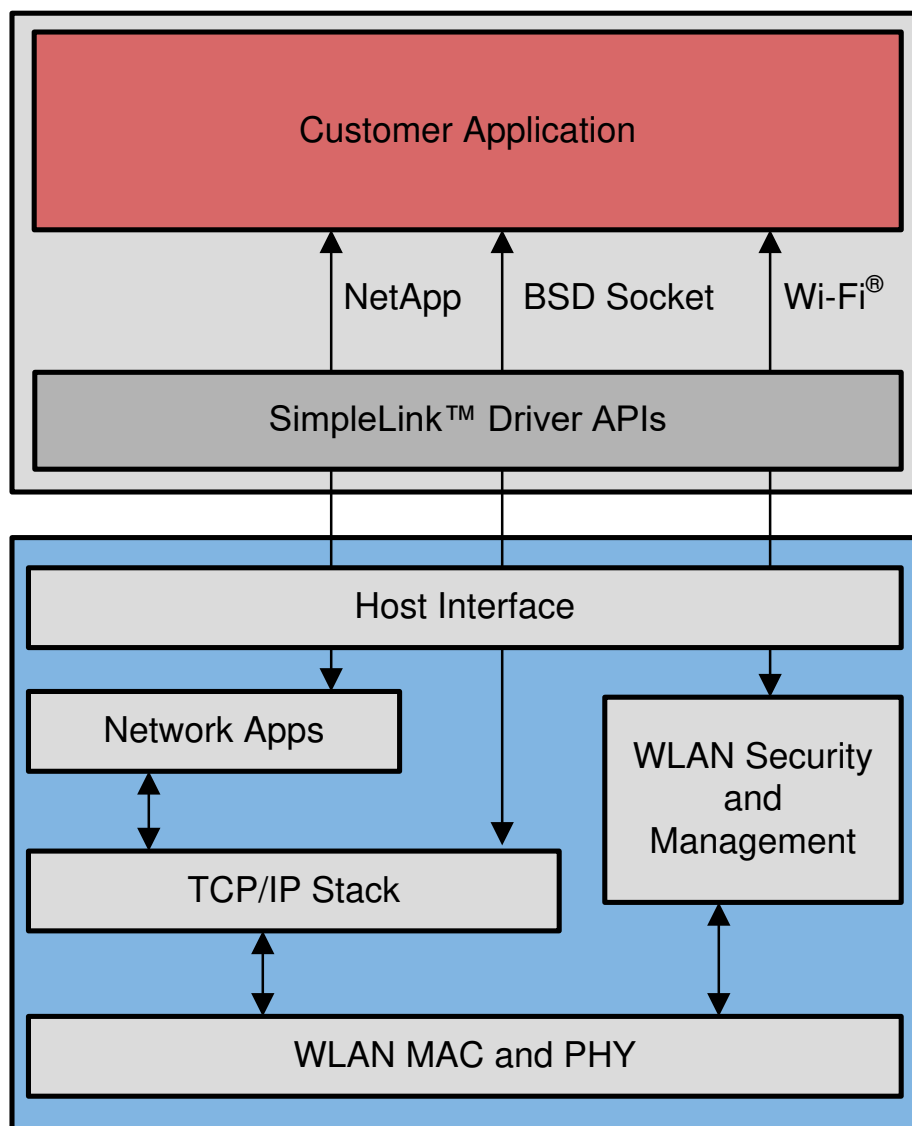 Customer Application
NetApp
BSD Socket
Wi-Fi®
SimpleLink™ Driver APIs
Host Interface
Network Apps
WLAN Security
and
Management
TCP/IP Stack
WLAN MAC and PHY